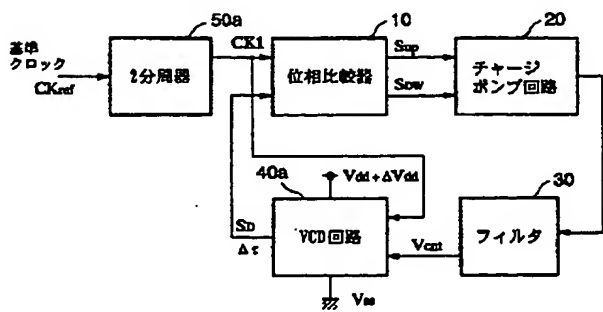 50a
10
20
基準
クロック
CKref
2分周器
CK1
位相比較器
Sup
SDW
チャージ
ポンプ回路
40a
Vdd+ΔVdd
30
SD
Δτ
VCD回路
Vcnt
フィルタ
Vss